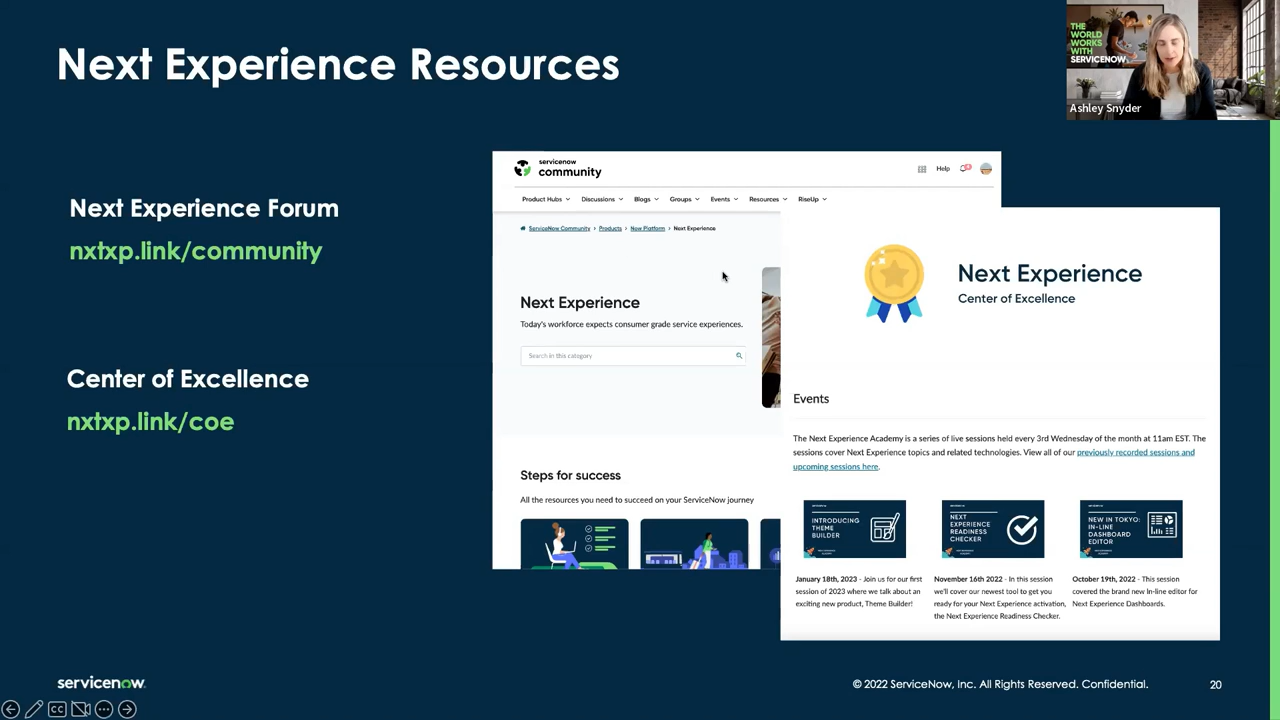 Next Experience Resources
THE
WORLD
WORKS
WITH
SERVICENOW
Ashley Snyder
Next Experience Forum
nxtxp.link/community
Center of Excellence
nxtxp.link/coe
servicenow
community
Help
Product Hubs
Discussions
Blogs
Groups
Events
Resources
RiseUp
ServiceNow Community
Products
Now Platform
Next Experience
Next Experience
Today's workforce expects consumer grade service experiences.
Search in this category
Steps for success
All the resources you need to succeed on your ServiceNow journey
Next Experience
Center of Excellence
Events
The Next Experience Academy is a series of live sessions held every 3rd Wednesday of the month at 11am EST. The
sessions cover Next Experience topics and related technologies. View all of our previously recorded sessions and
upcoming sessions here.
INTRODUCING
THEME
BUILDER
NEXT
EXPERIENCE
READINESS
CHECKER
NEW IN TOKYO:
IN-LINE
DASHBOARD
EDITOR
January 18th, 2023 - Join us for our first
session of 2023 where we talk about an
exciting new product, Theme Builder!
November 16th 2022 - In this session
we'll cover our newest tool to get you
ready for your Next Experience activation,
the Next Experience Readiness Checker.
October 19th, 2022 - This session
covered the brand new In-line editor for
Next Experience Dashboards.
servicenow
© 2022 ServiceNow, Inc. All Rights Reserved. Confidential.
20
CC